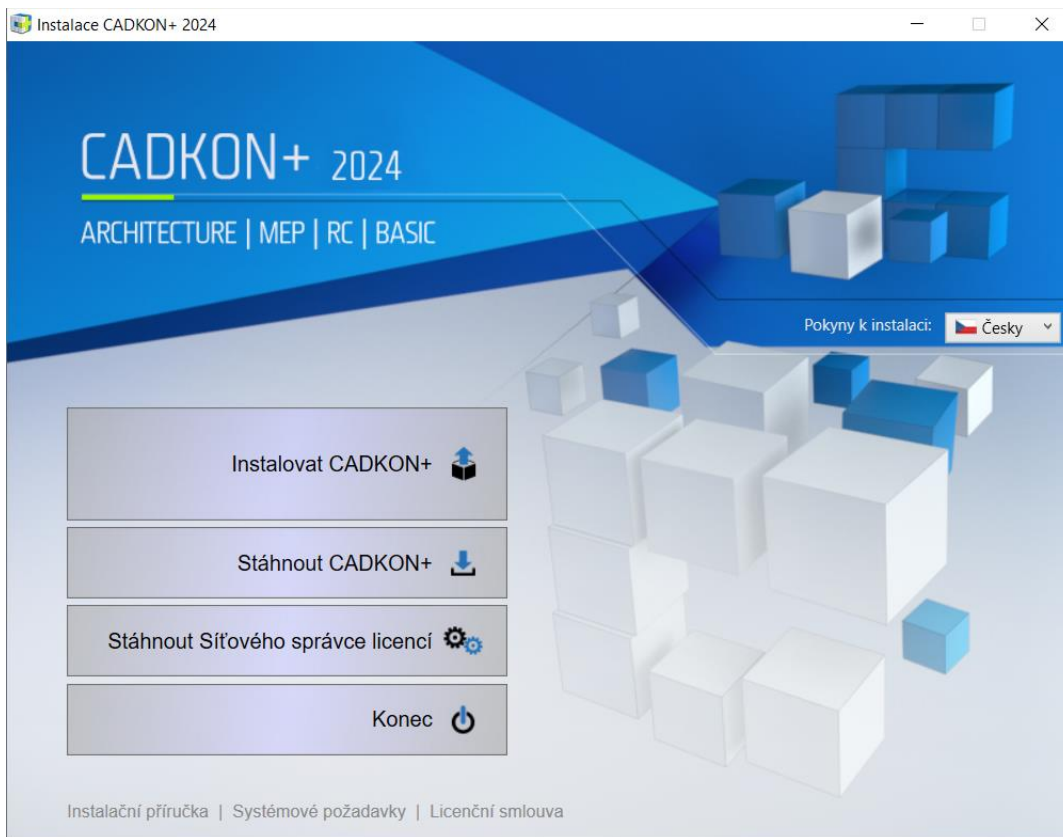 Instalace CADKON+ 2024
CADKON+ 2024
ARCHITECTURE | MEP | RC | BASIC
Pokyny k instalaci: Česky
Instalovat CADKON+
Stáhnout CADKON+
Stáhnout Síťového správce licencí
Konec
Instalační příručka | Systémové požadavky | Licenční smlouva